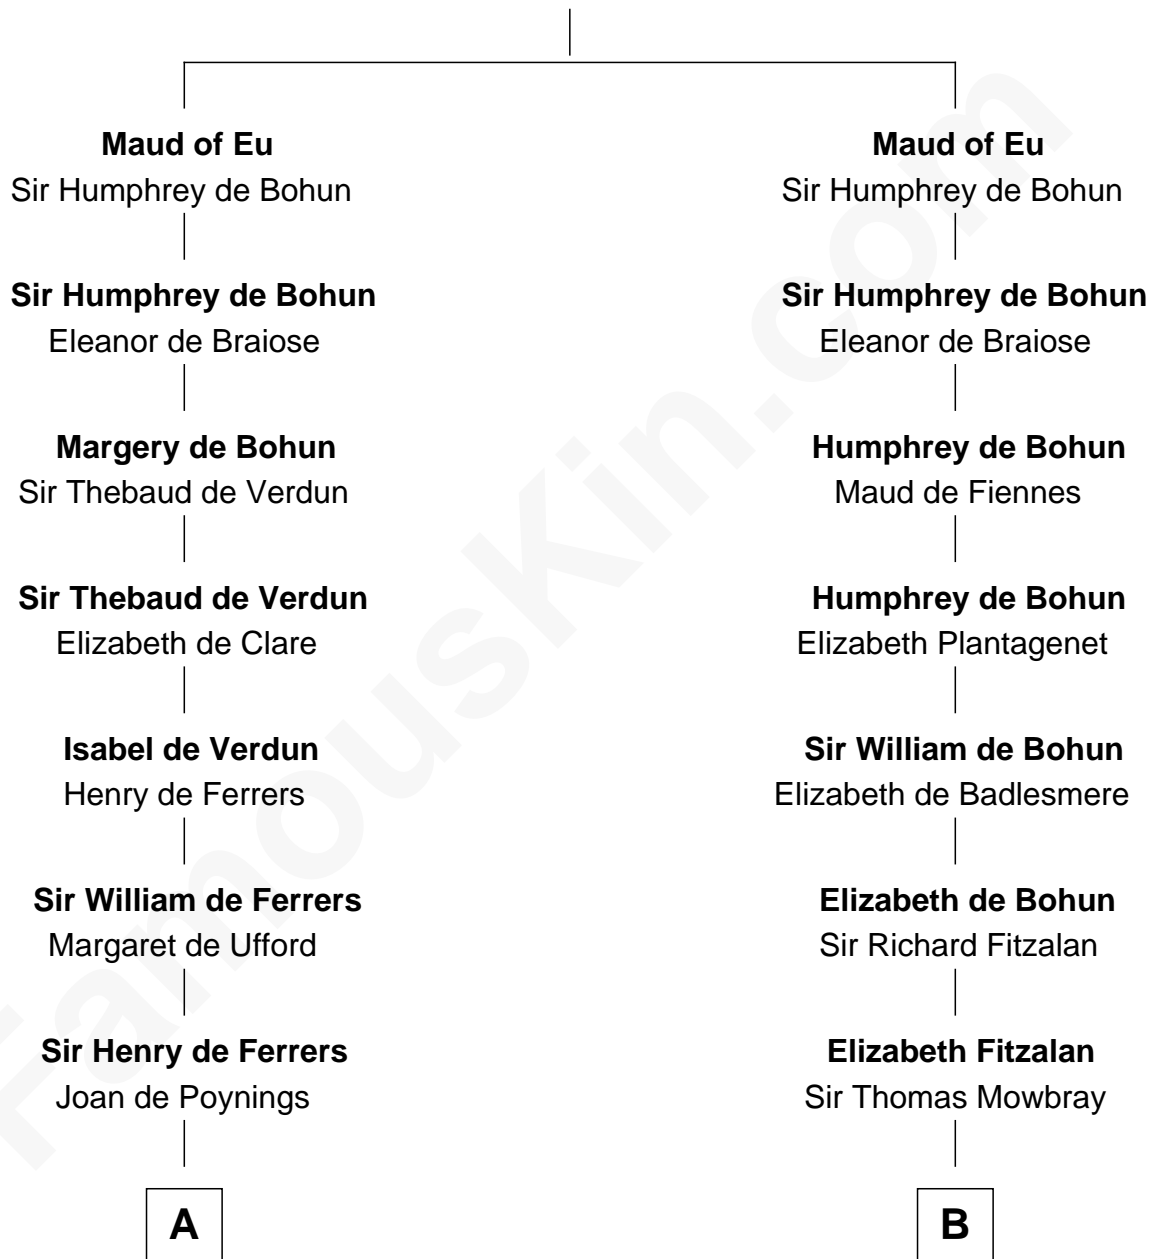 Maud of Eu
Sir Humphrey de Bohun
Sir Humphrey de Bohun
Eleanor de Braiose
Margery de Bohun
Sir Thebaud de Verdun
Sir Thebaud de Verdun
Elizabeth de Clare
Isabel de Verdun
Henry de Ferrers
Sir William de Ferrers
Margaret de Ufford
Sir Henry de Ferrers
Joan de Poynings
A
Maud of Eu
Sir Humphrey de Bohun
Sir Humphrey de Bohun
Eleanor de Braiose
Humphrey de Bohun
Maud de Fiennes
Humphrey de Bohun
Elizabeth Plantagenet
Sir William de Bohun
Elizabeth de Badlesmere
Elizabeth de Bohun
Sir Richard Fitzalan
Elizabeth Fitzalan
Sir Thomas Mowbray
B
FamousKin.com